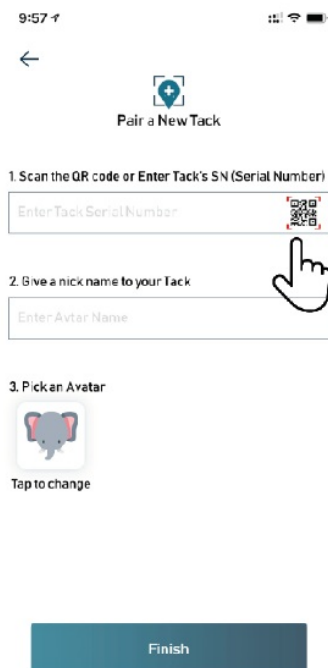 9:57
Pair a New Tack
1. Scan the QR code or Enter Tack's SN (Serial Number)
Enter Tack Serial Number
2. Give a nick name to your Tack
Enter Avtar Name
3. Pick an Avatar
Tap to change
Finish